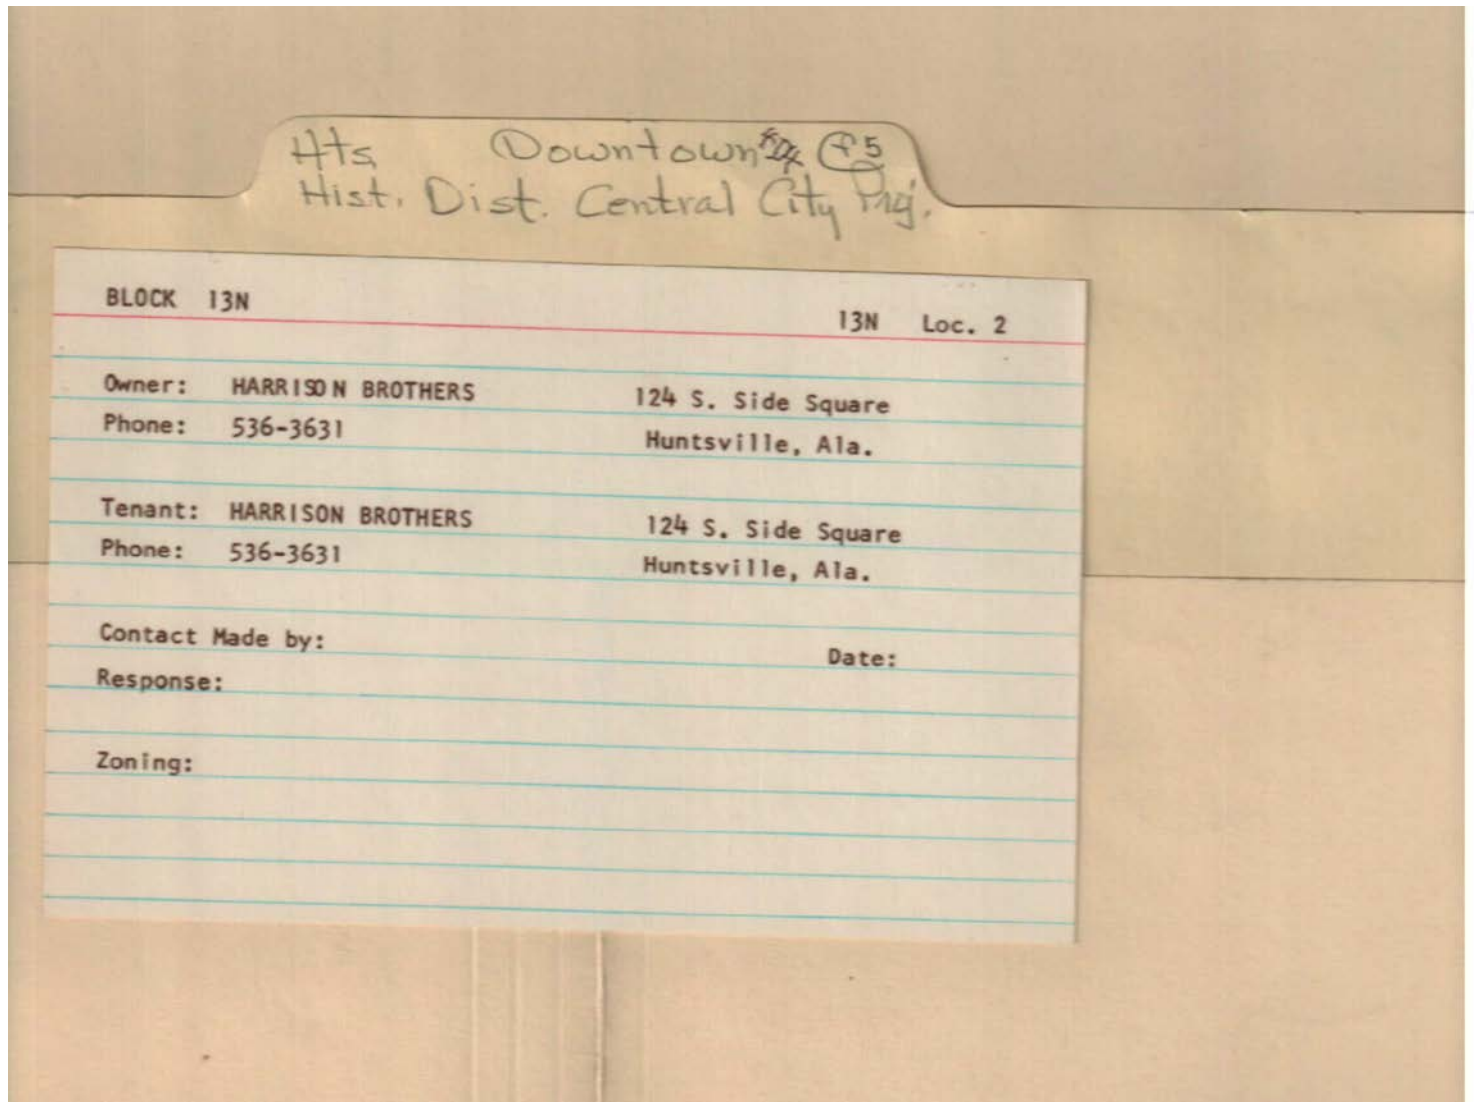 Hts Downtown f5
Hist. Dist. Central City Prj.
BLOCK 13N
13N Loc. 2
Owner: HARRISON BROTHERS 124 S. Side Square
Phone: 536-3631 Huntsville, Ala.
Tenant: HARRISON BROTHERS 124 S. Side Square
Phone: 536-3631 Huntsville, Ala.
Contact Made by: Date:
Response:
Zoning: